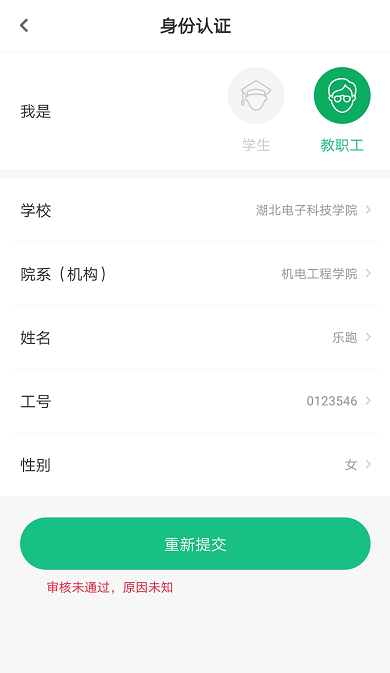 身份认证
我是
学生
教职工
学校
湖北电子科技学院
院系（机构）
机电工程学院
姓名
乐跑
工号
0123546
性别
女
重新提交
审核未通过，原因未知